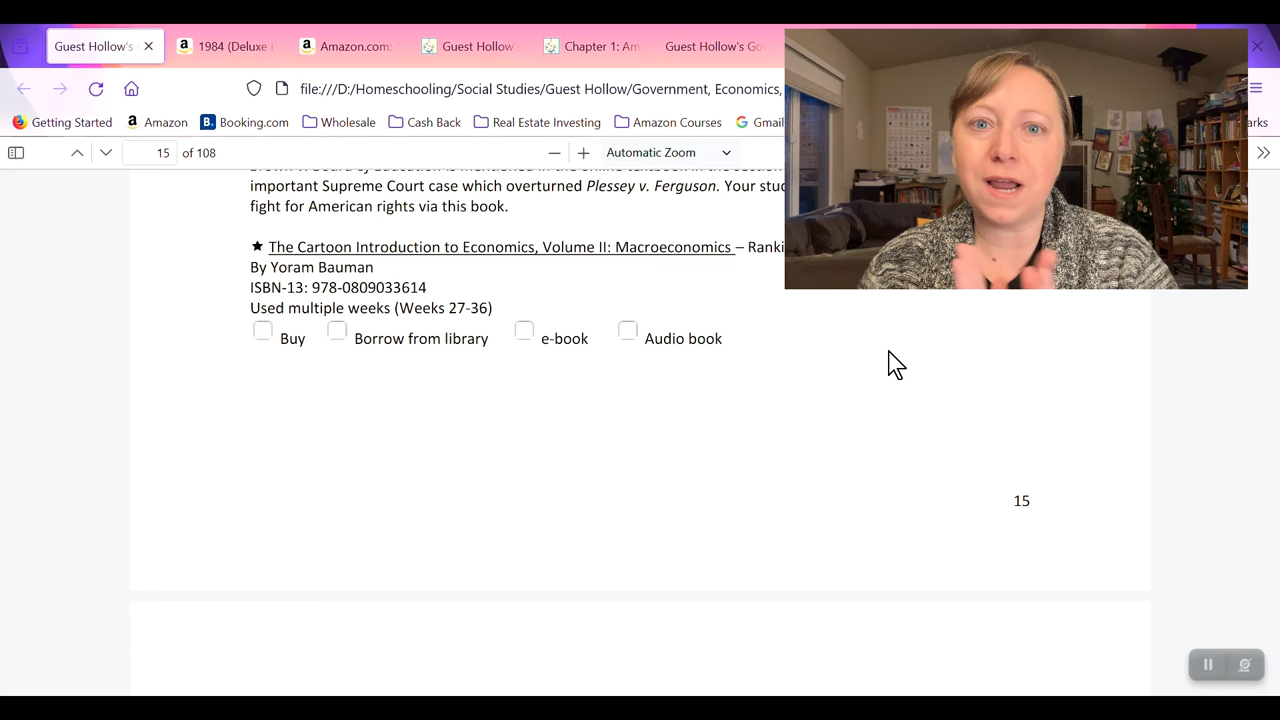 Guest Hollow's
1984 (Deluxe
Amazon.com:
Guest Hollow's
Chapter 1: Am
Guest Hollow's Go
file:///D:/Homeschooling/Social Studies/Guest Hollow/Government, Economics,
Getting Started
Amazon
Booking.com
Wholesale
Cash Back
Real Estate Investing
Amazon Courses
Gmail
15 of 108
Automatic Zoom
important Supreme Court case which overturned Plessey v. Ferguson. Your stud
fight for American rights via this book.
★ The Cartoon Introduction to Economics, Volume II: Macroeconomics – Ranki
By Yoram Bauman
ISBN-13: 978-0809033614
Used multiple weeks (Weeks 27-36)
Buy Borrow from library e-book Audio book
15